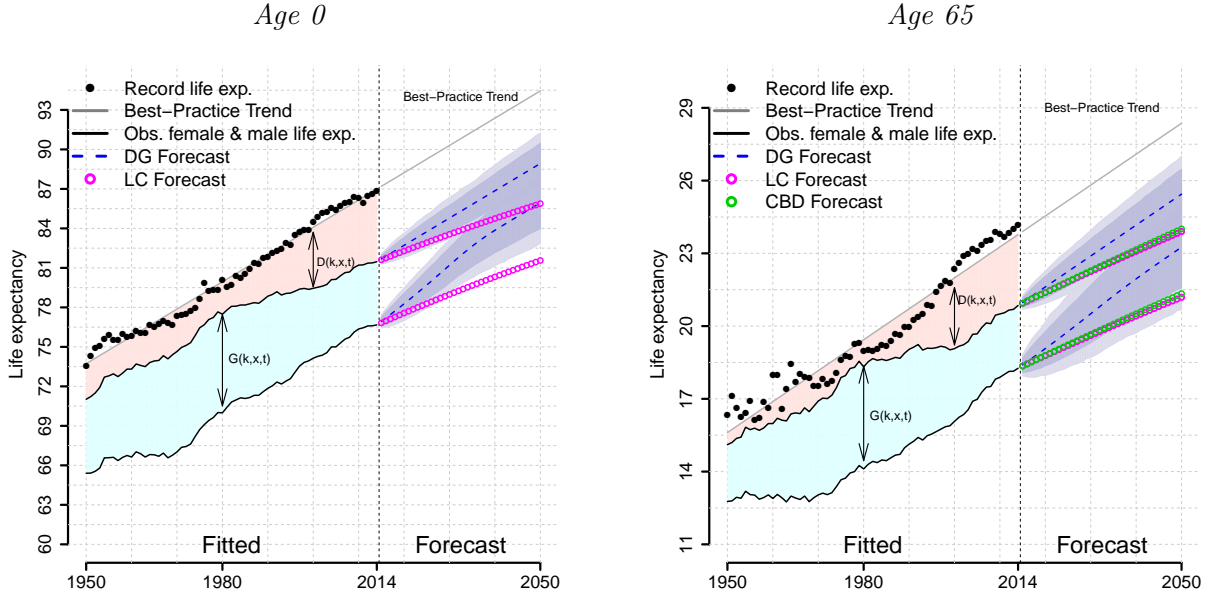 Age 0
Record life exp.
Best−Practice Trend
Obs. female & male life exp.
DG Forecast
LC Forecast
Best−Practice Trend
D(k,x,t)
G(k,x,t)
Fitted
Forecast
Life expectancy
93
90
87
84
81
78
75
72
69
66
63
60
1950
1980
2014
2050
Age 65
Record life exp.
Best−Practice Trend
Obs. female & male life exp.
DG Forecast
LC Forecast
CBD Forecast
Best−Practice Trend
D(k,x,t)
G(k,x,t)
Fitted
Forecast
Life expectancy
29
26
23
20
17
14
11
1950
1980
2014
2050